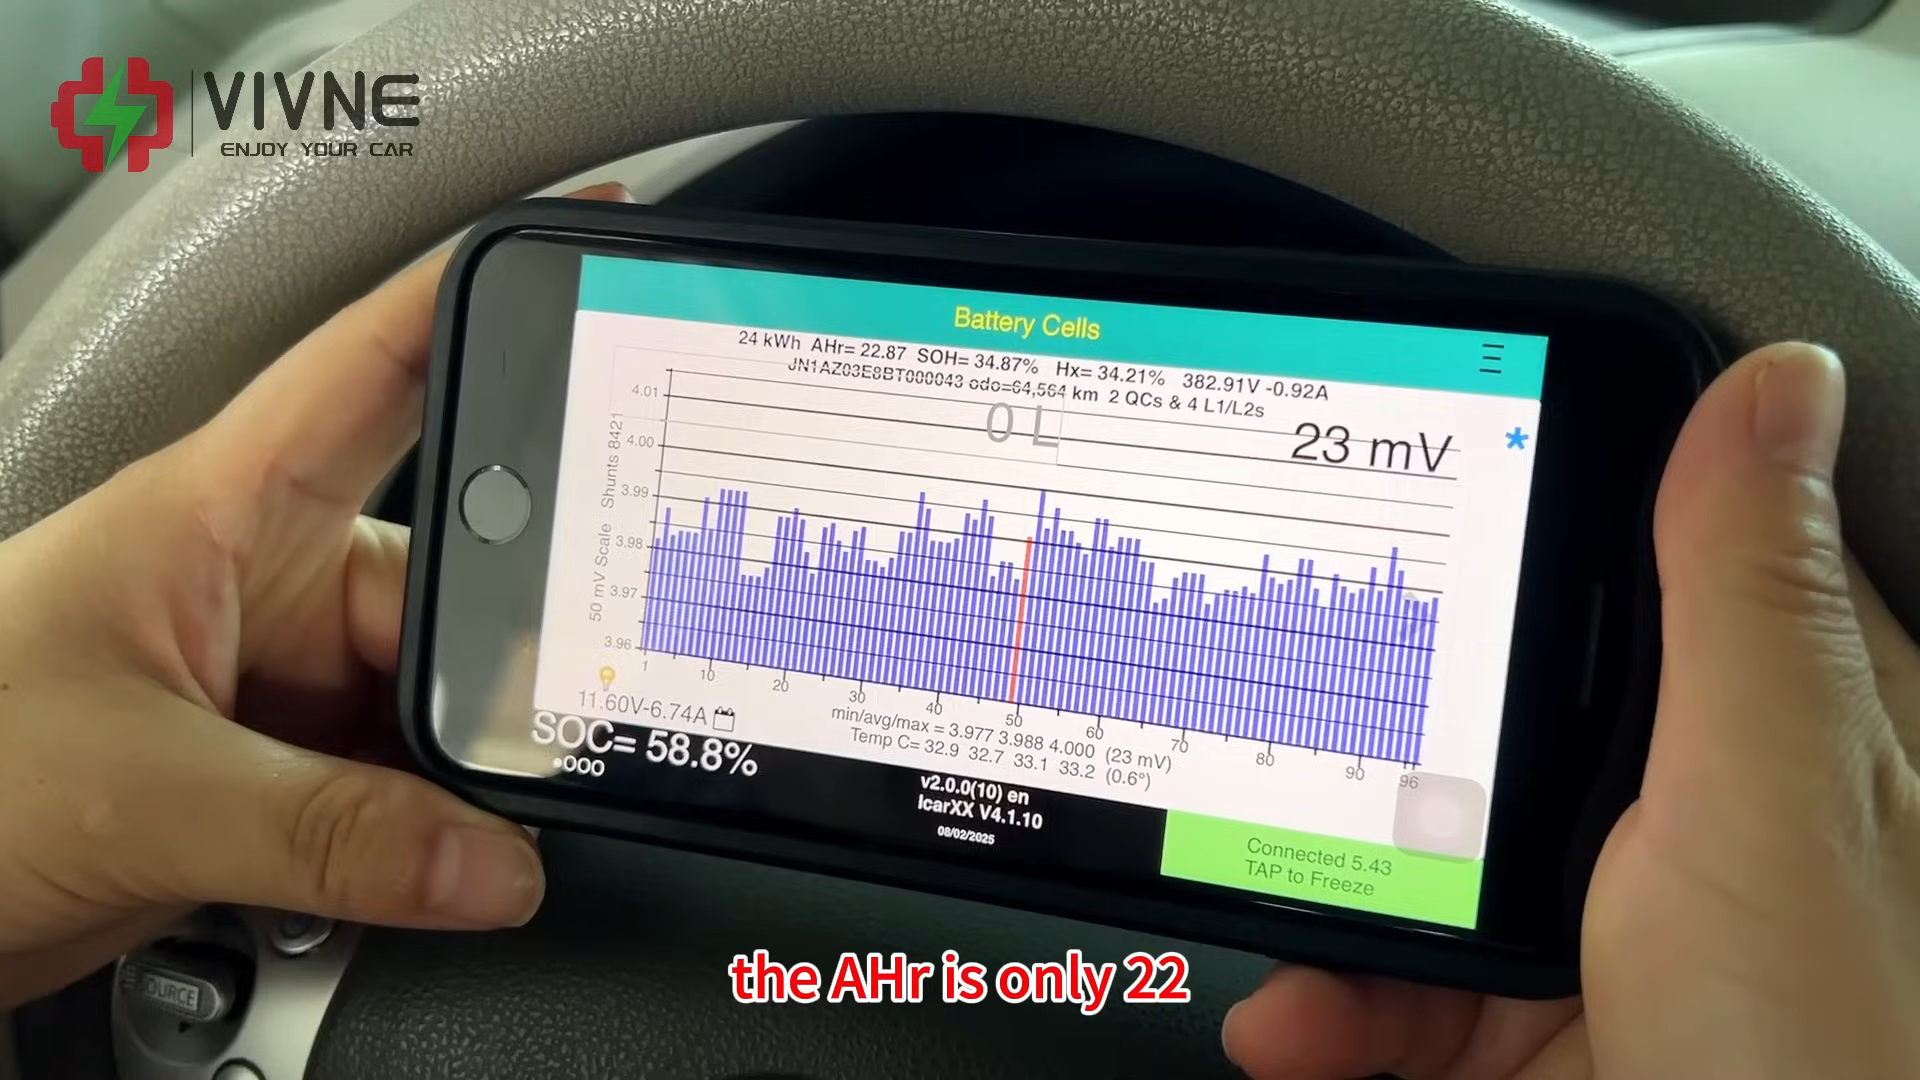 VIVNE
ENJOY YOUR CAR
Battery Cells
24 kWh AHr= 22.87 SOH= 34.87% Hx= 34.21% 382.91V -0.92A
JN1AZ03E8BT000043 odo=64,564 km 2 QCs & 4 L1/L2s
0 L
23 mV
*
4.01
4.00
3.99
3.98
3.97
3.96
50 mV Scale Shunts 8421
1 10 20 30 40 50 60 70 80 90 96
11.60V-6.74A
min/avg/max = 3.977 3.988 4.000 (23 mV)
Temp C= 32.9 32.7 33.1 33.2 (0.6°)
SOC= 58.8%
v2.0.0(10) en
IcarXX V4.1.10
08/02/2025
Connected 5.43
TAP to Freeze
SOURCE
the AHr is only 22